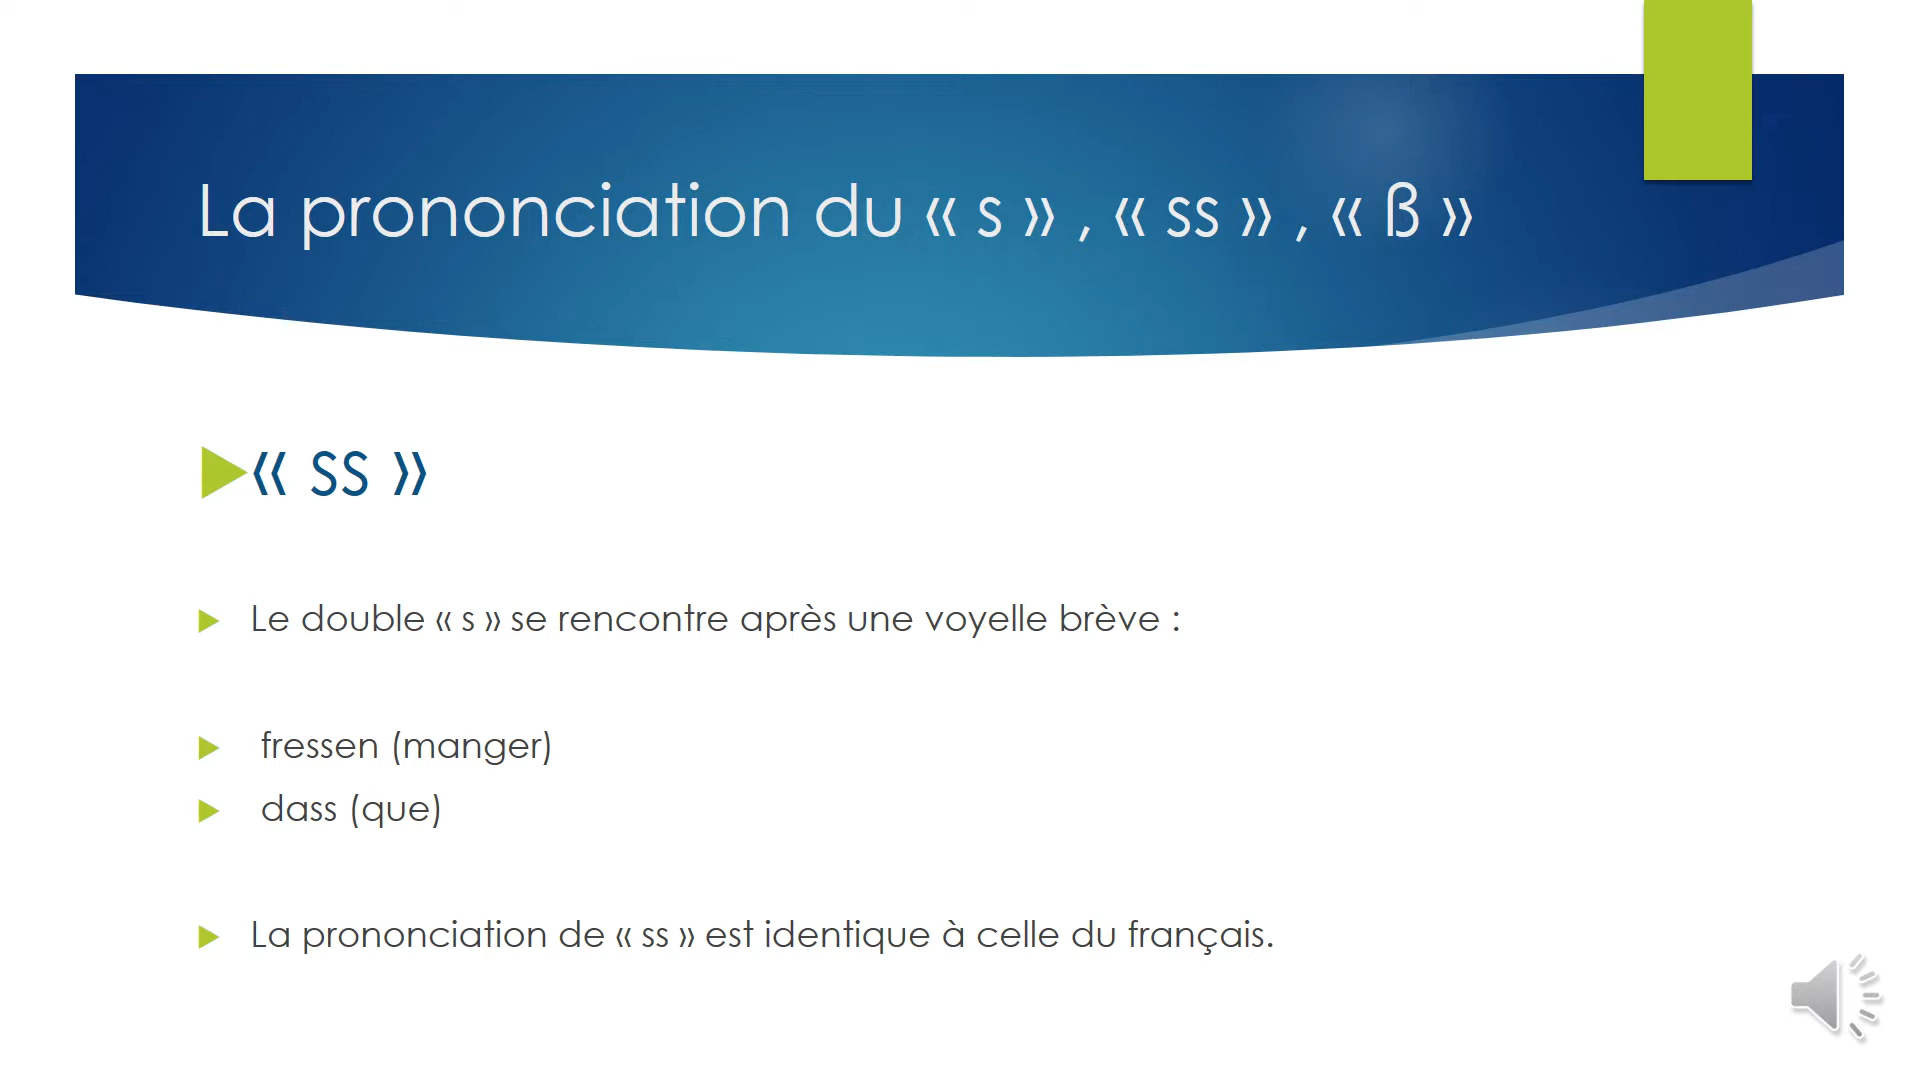 La prononciation du « s » , « ss » , « ß »
« ss »
Le double « s » se rencontre après une voyelle brève :
fressen (manger)
dass (que)
La prononciation de « ss » est identique à celle du français.